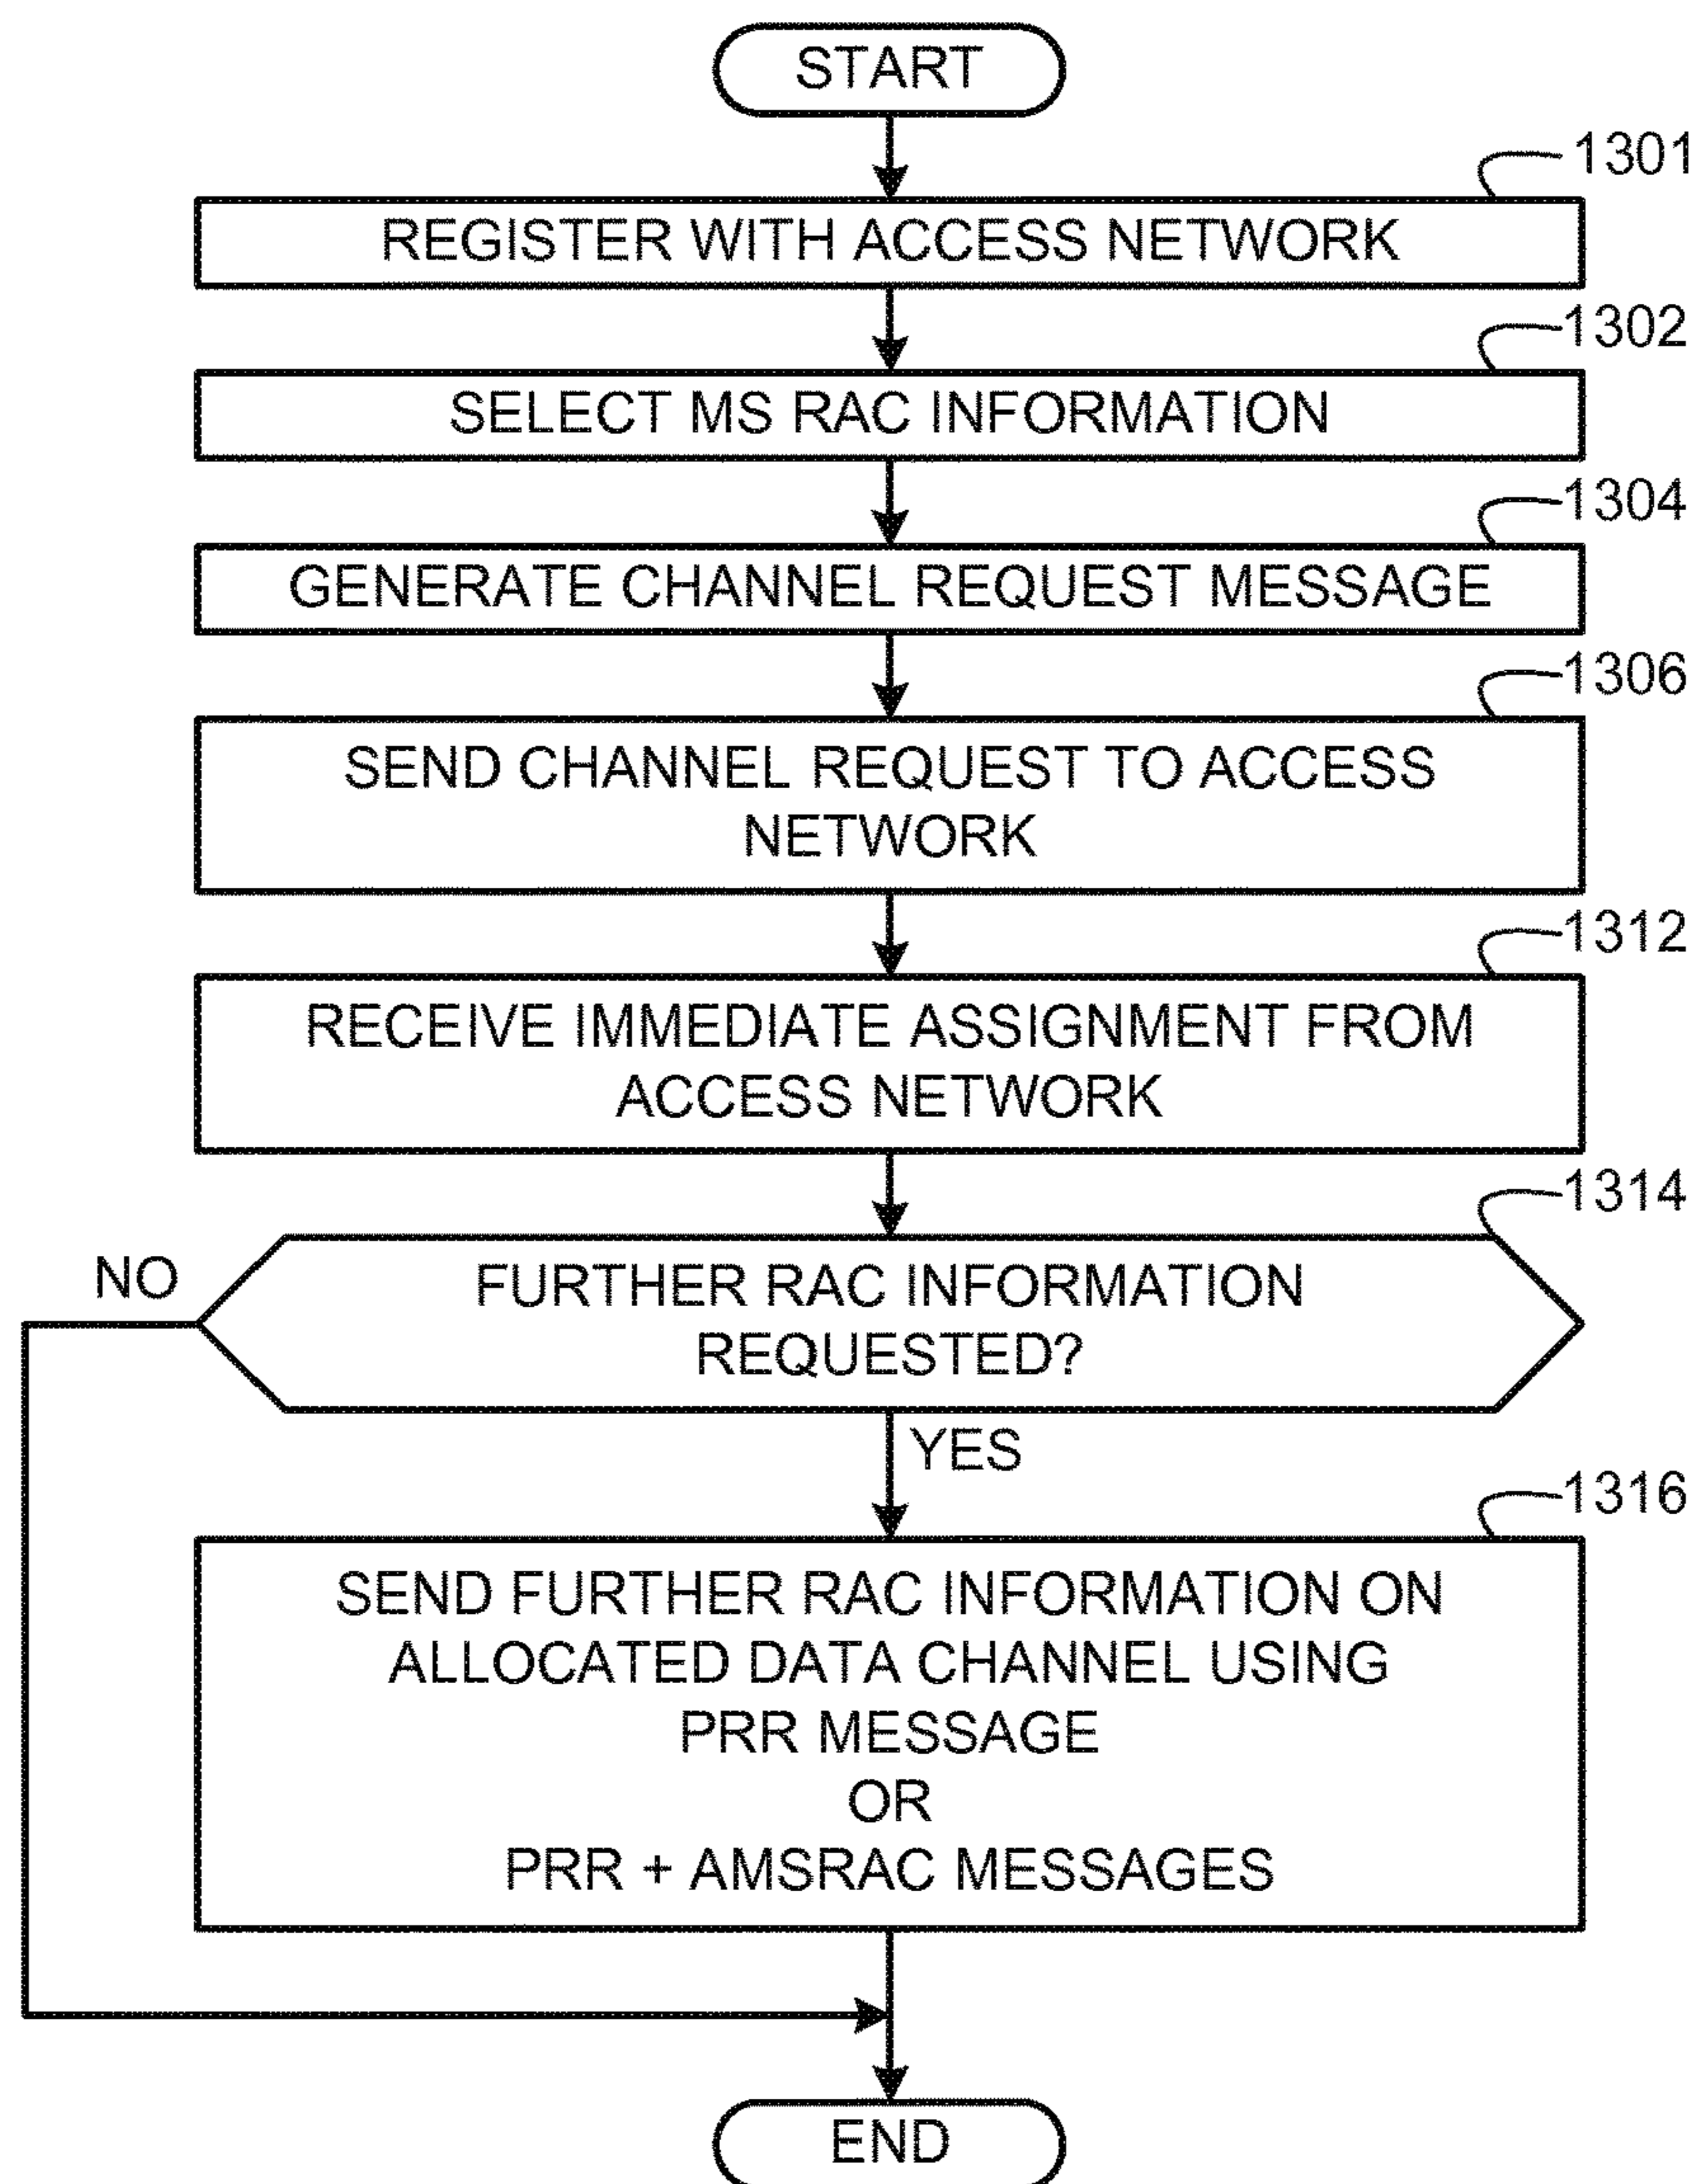 START
1301
REGISTER WITH ACCESS NETWORK
1302
SELECT MS RAC INFORMATION
1304
GENERATE CHANNEL REQUEST MESSAGE
1306
SEND CHANNEL REQUEST TO ACCESS
NETWORK
1312
RECEIVE IMMEDIATE ASSIGNMENT FROM
ACCESS NETWORK
1314
NO
FURTHER RAC INFORMATION
REQUESTED?
YES
1316
SEND FURTHER RAC INFORMATION ON
ALLOCATED DATA CHANNEL USING
PRR MESSAGE
OR
PRR + AMSRAC MESSAGES
END